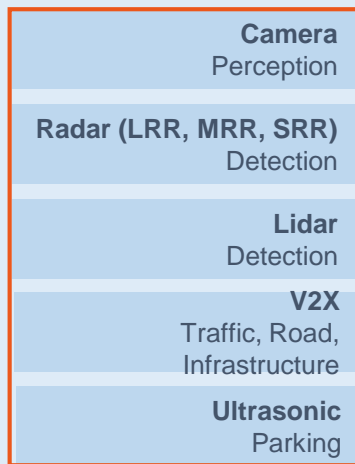 Camera
Perception
Radar (LRR, MRR, SRR)
Detection
Lidar
Detection
V2X
Traffic, Road,
Infrastructure
Ultrasonic
Parking